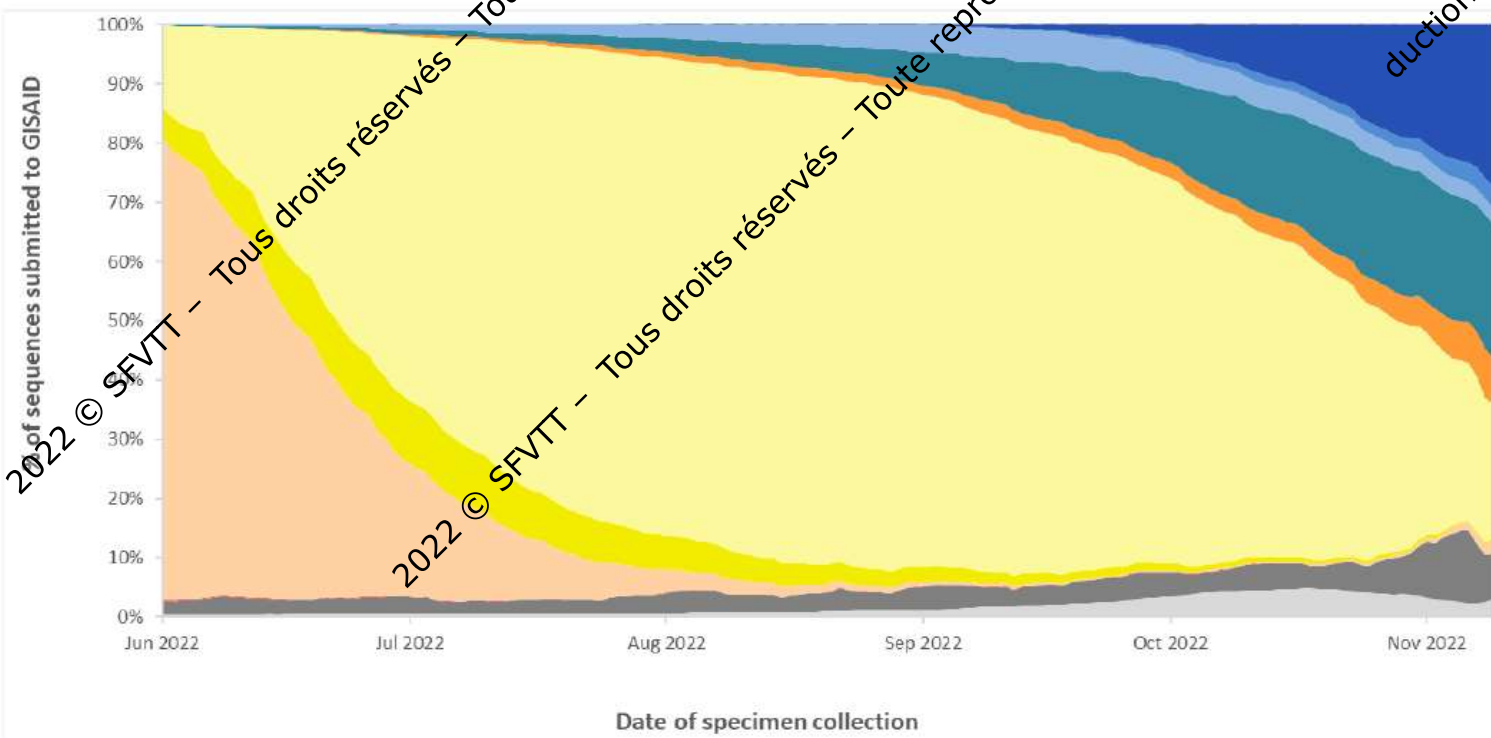 100%
90%
80%
70%
60%
50%
40%
30%
20%
10%
0%
% of sequences submitted to GISAID
Jun 2022 Jul 2022 Aug 2022 Sep 2022 Oct 2022 Nov 2022
Date of specimen collection
2022 © SFVTT – Tous droits réservés – Tou
2022 © SFVTT – Tous droits réservés – Toute repro
duction